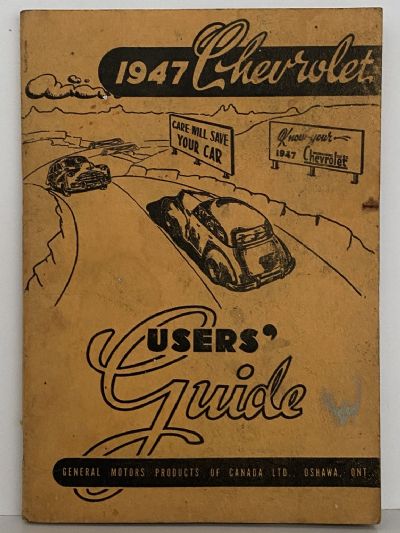 1947 Chevrolet
CARE WILL SAVE
YOUR CAR
Know your
1947 Chevrolet
USERS'
Guide
GENERAL MOTORS PRODUCTS OF CANADA LTD., OSHAWA, ONT.